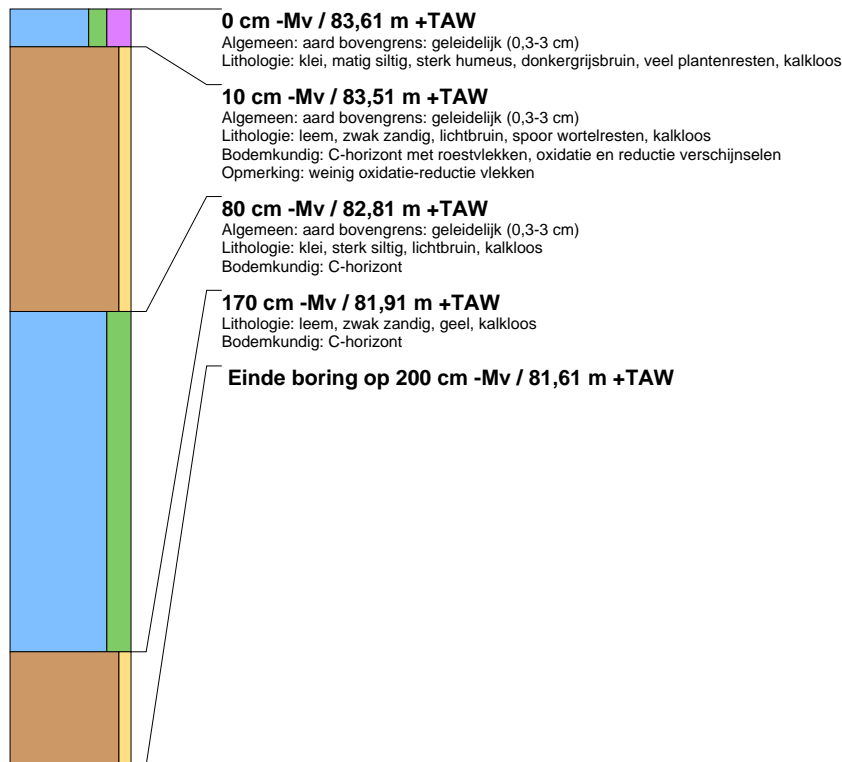 0 cm -Mv / 83,61 m +TAW
Algemeen: aard bovengrens: geleidelijk (0,3-3 cm)
Lithologie: klei, matig siltig, sterk humeus, donkergrijsbruin, veel plantenresten, kalkloos
10 cm -Mv / 83,51 m +TAW
Algemeen: aard bovengrens: geleidelijk (0,3-3 cm)
Lithologie: leem, zwak zandig, lichtbruin, spoor wortelresten, kalkloos
Bodemkundig: C-horizont met roestvlekken, oxidatie en reductie verschijnselen
Opmerking: weinig oxidatie-reductie vlekken
80 cm -Mv / 82,81 m +TAW
Algemeen: aard bovengrens: geleidelijk (0,3-3 cm)
Lithologie: klei, sterk siltig, lichtbruin, kalkloos
Bodemkundig: C-horizont
170 cm -Mv / 81,91 m +TAW
Lithologie: leem, zwak zandig, geel, kalkloos
Bodemkundig: C-horizont
Einde boring op 200 cm -Mv / 81,61 m +TAW